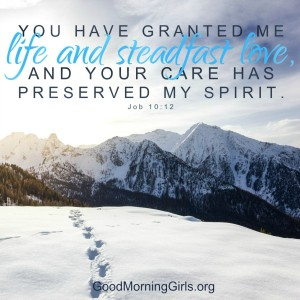 YOU HAVE GRANTED ME
life and steadfast love,
AND YOUR CARE HAS
PRESERVED MY SPIRIT.
Job 10:12
GoodMorningGirls.org